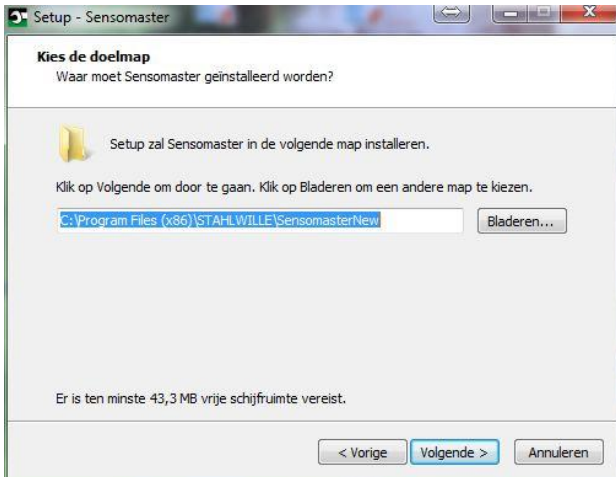 Setup - Sensomaster
Kies de doelmap
Waar moet Sensomaster geïnstalleerd worden?
Setup zal Sensomaster in de volgende map installeren.
Klik op Volgende om door te gaan. Klik op Bladeren om een andere map te kiezen.
C:\Program Files (x86)\STAHLWILLE\SensomasterNew
Bladeren...
Er is ten minste 43,3 MB vrije schijfruimte vereist.
< Vorige
Volgende >
Annuleren